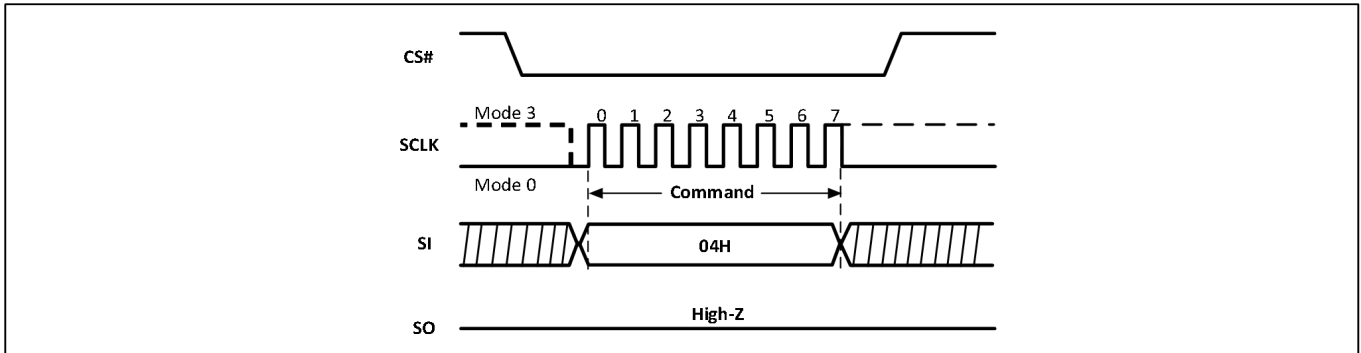 CS#
Mode 3
0 1 2 3 4 5 6 7
SCLK
Mode 0
Command
SI
04H
High-Z
SO